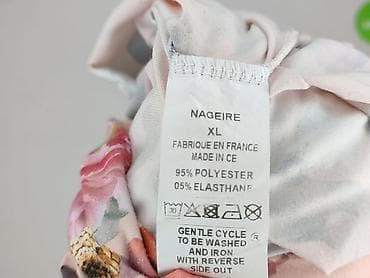 NAGEIRE
XL
FABRIQUE EN FRANCE
MADE IN CE
95% POLYESTER
05% ELASTHANE
30
GENTLE CYCLE
TO BE WASHED
AND IRON
WITH REVERSE
SIDE OUT